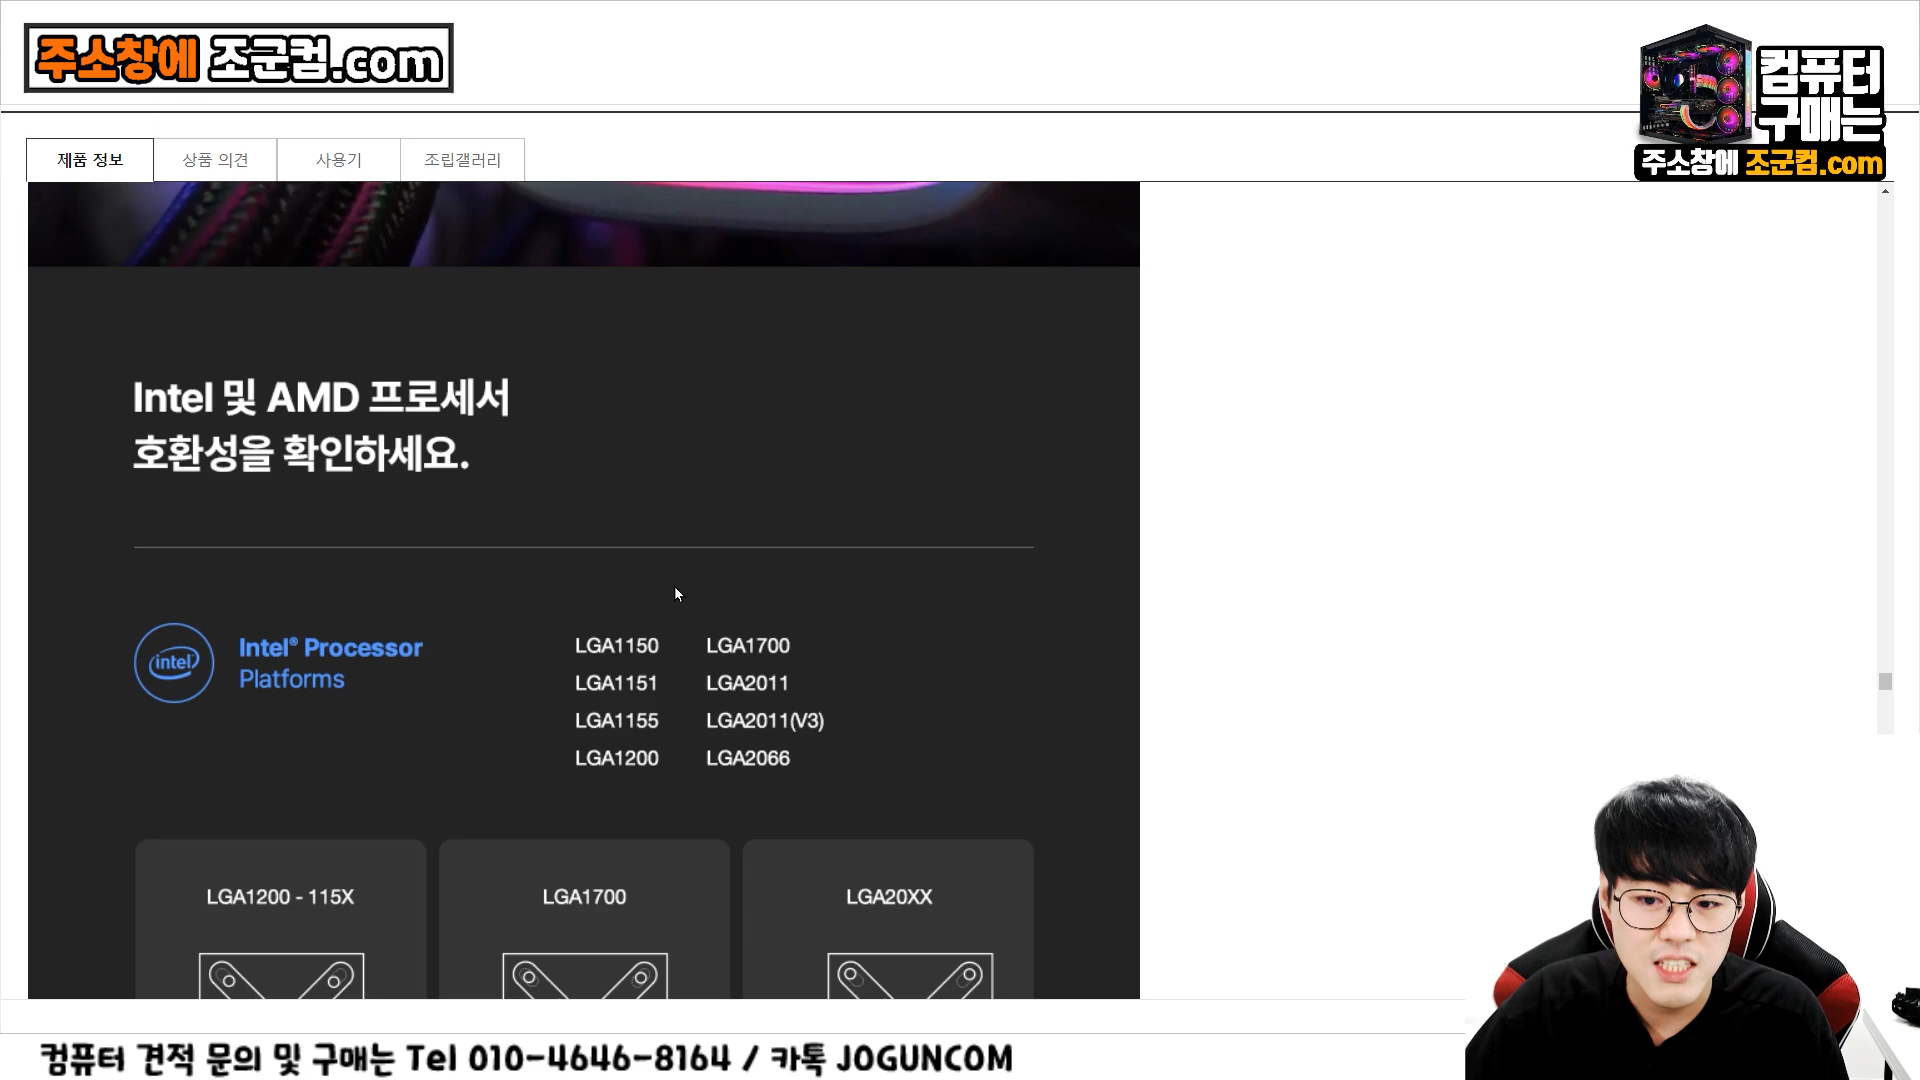 주소창에 조군컴.com
컴퓨터
구매는
주소창에 조군컴.com
제품 정보
상품 의견
사용기
조립갤러리
Intel 및 AMD 프로세서
호환성을 확인하세요.
intel
Intel® Processor
Platforms
LGA1150 LGA1700
LGA1151 LGA2011
LGA1155 LGA2011(V3)
LGA1200 LGA2066
LGA1200 - 115X
LGA1700
LGA20XX
컴퓨터 견적 문의 및 구매는 Tel 010-4646-8164 / 카톡 JOGUNCOM